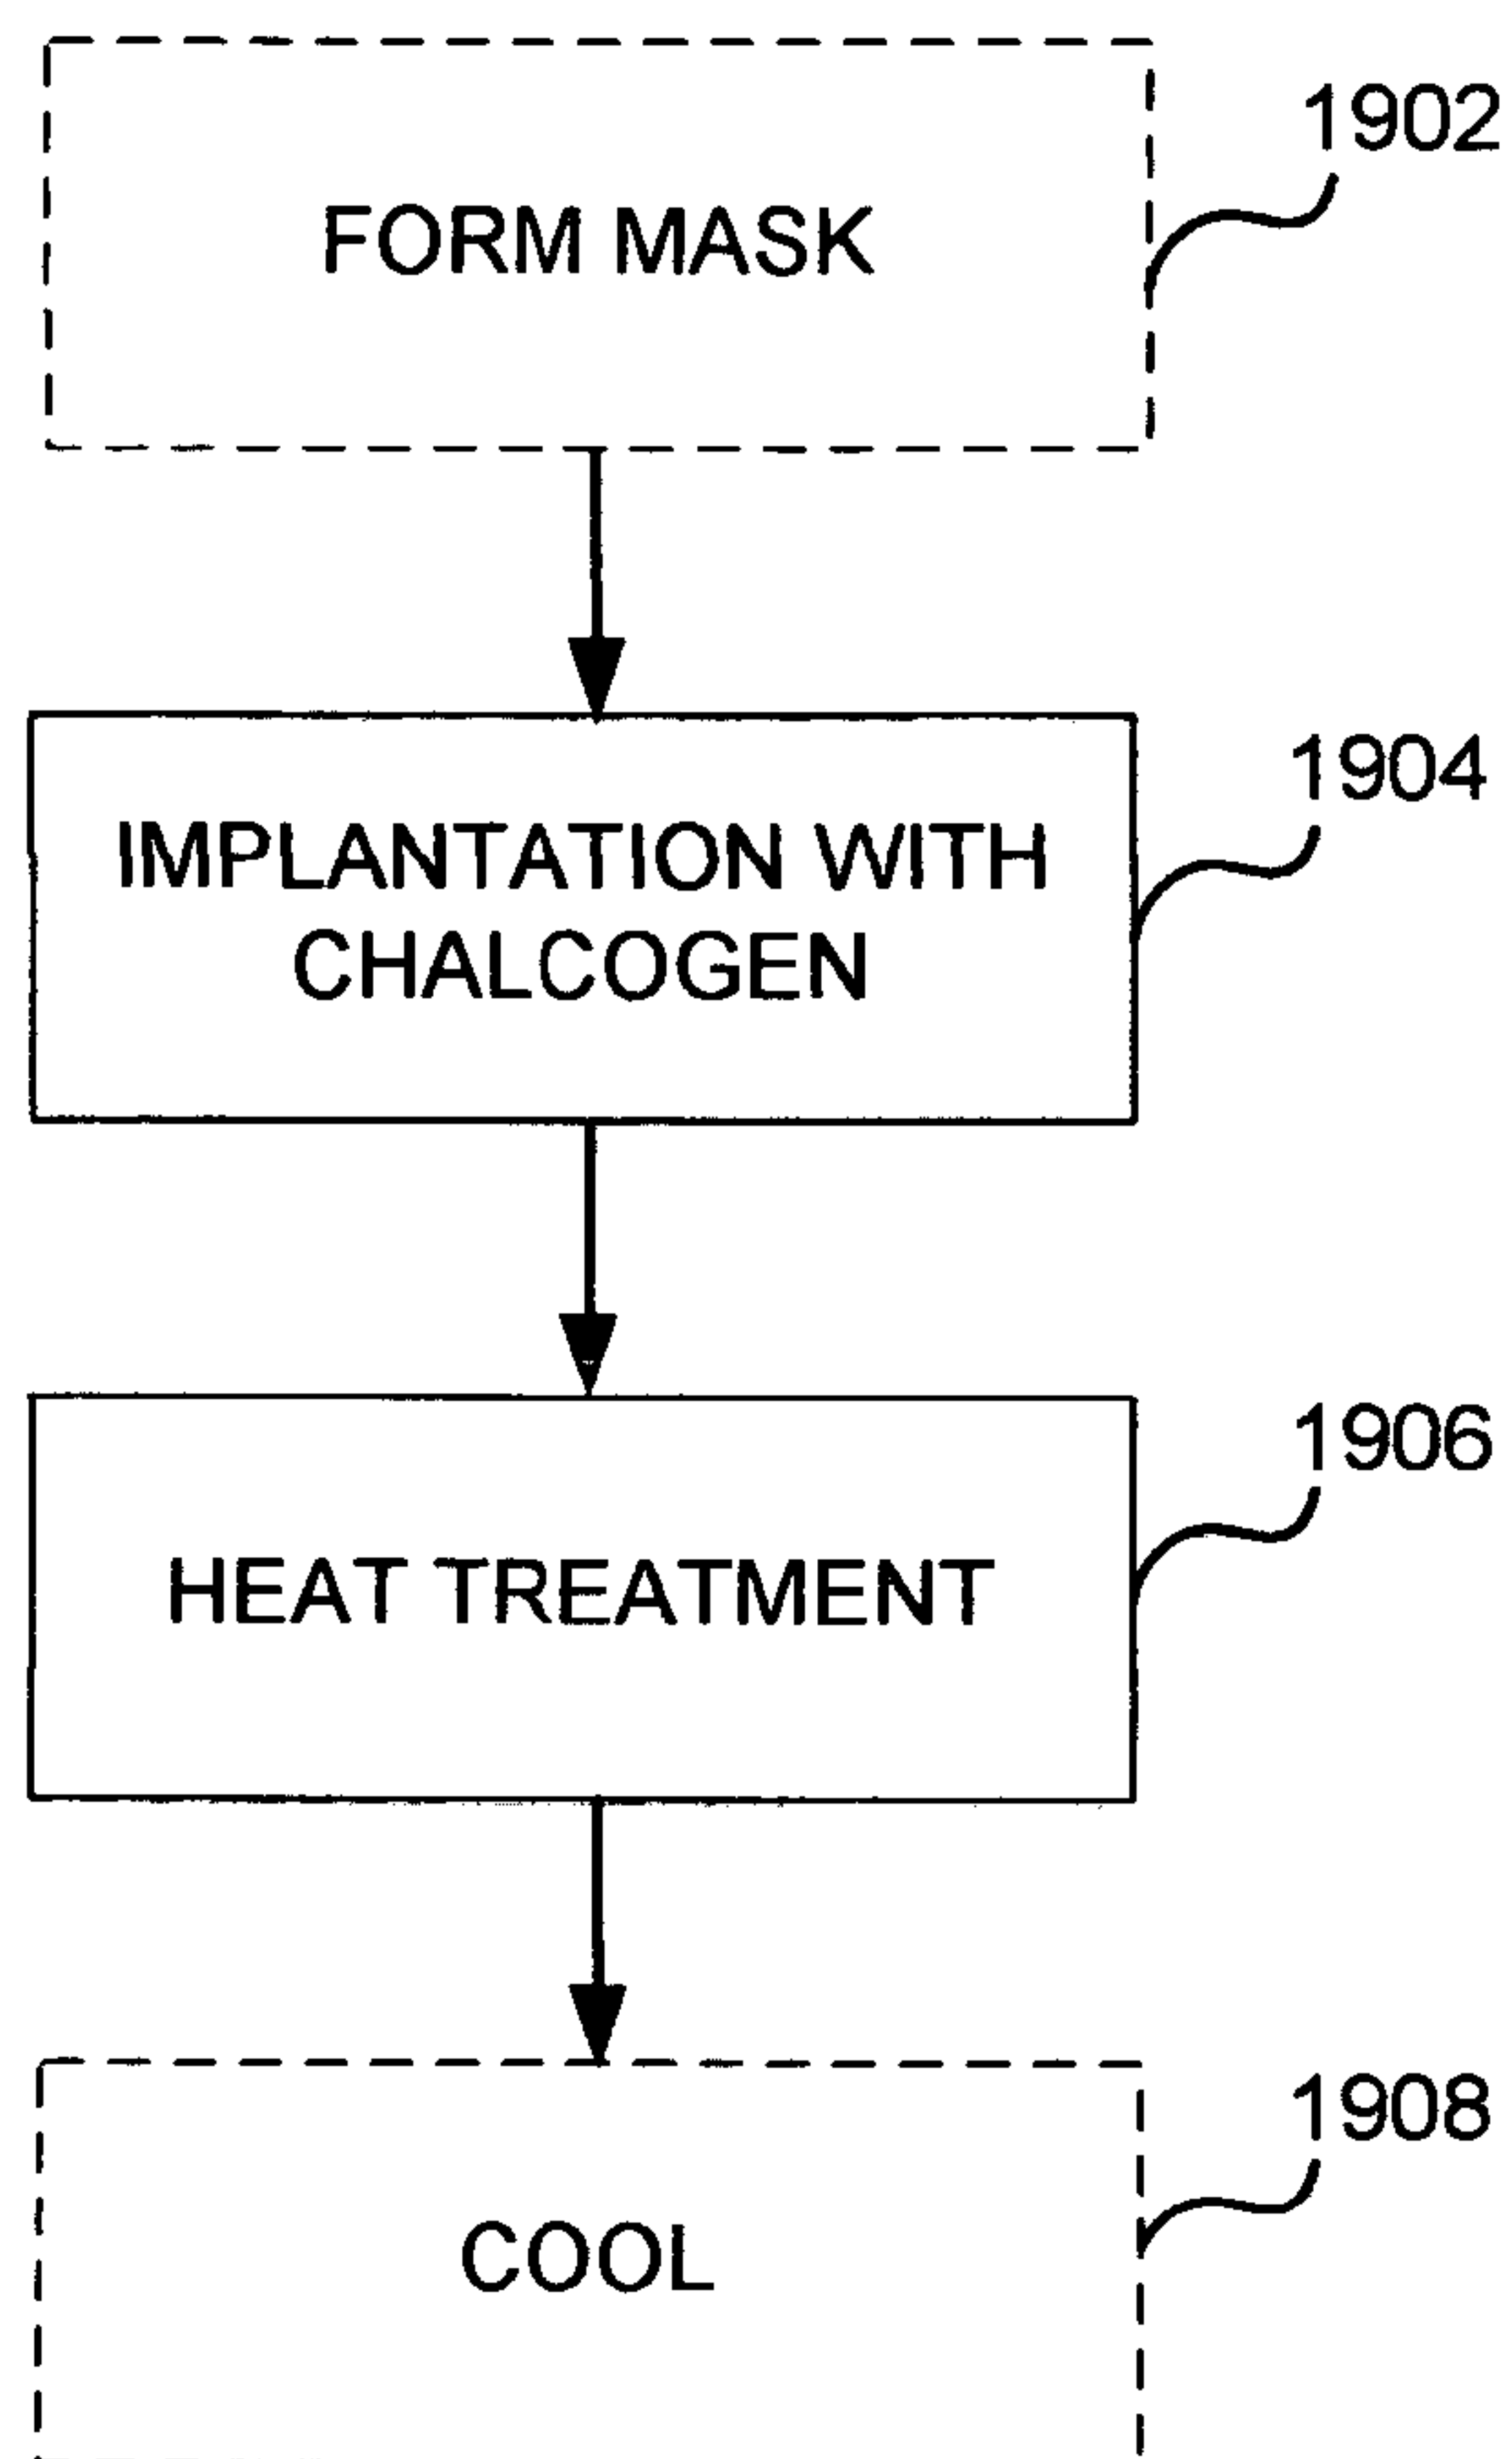 1902
FORM MASK
1904
IMPLANTATION WITH
CHALCOGEN
1906
HEAT TREATMENT
1908
COOL